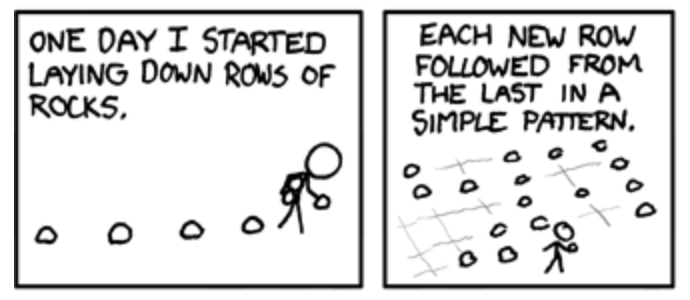 ONE DAY I STARTED
LAYING DOWN ROWS OF
ROCKS.
EACH NEW ROW
FOLLOWED FROM
THE LAST IN A
SIMPLE PATTERN.